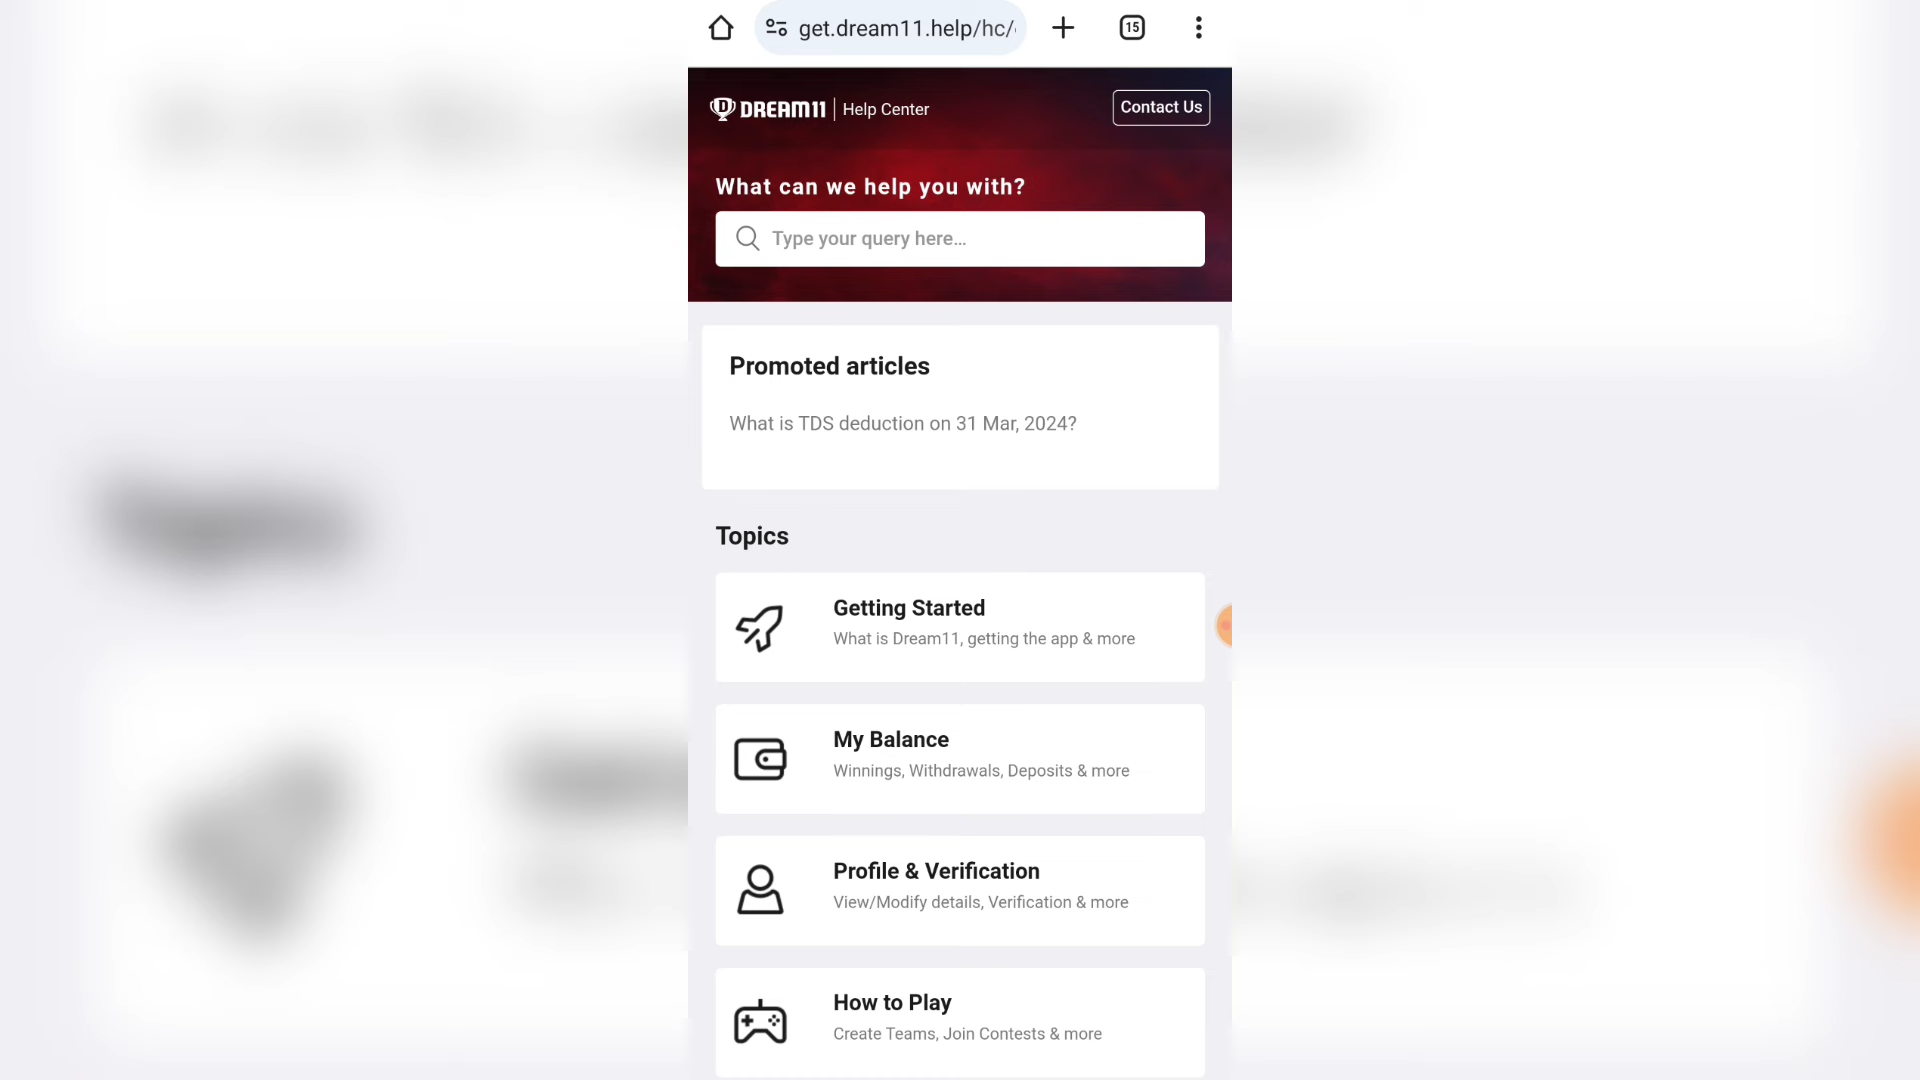 get.dream11.help/hc/
15
DREAM11 | Help Center
Contact Us
What can we help you with?
Type your query here...
Promoted articles
What is TDS deduction on 31 Mar, 2024?
Topics
Getting Started
What is Dream11, getting the app & more
My Balance
Winnings, Withdrawals, Deposits & more
Profile & Verification
View/Modify details, Verification & more
How to Play
Create Teams, Join Contests & more